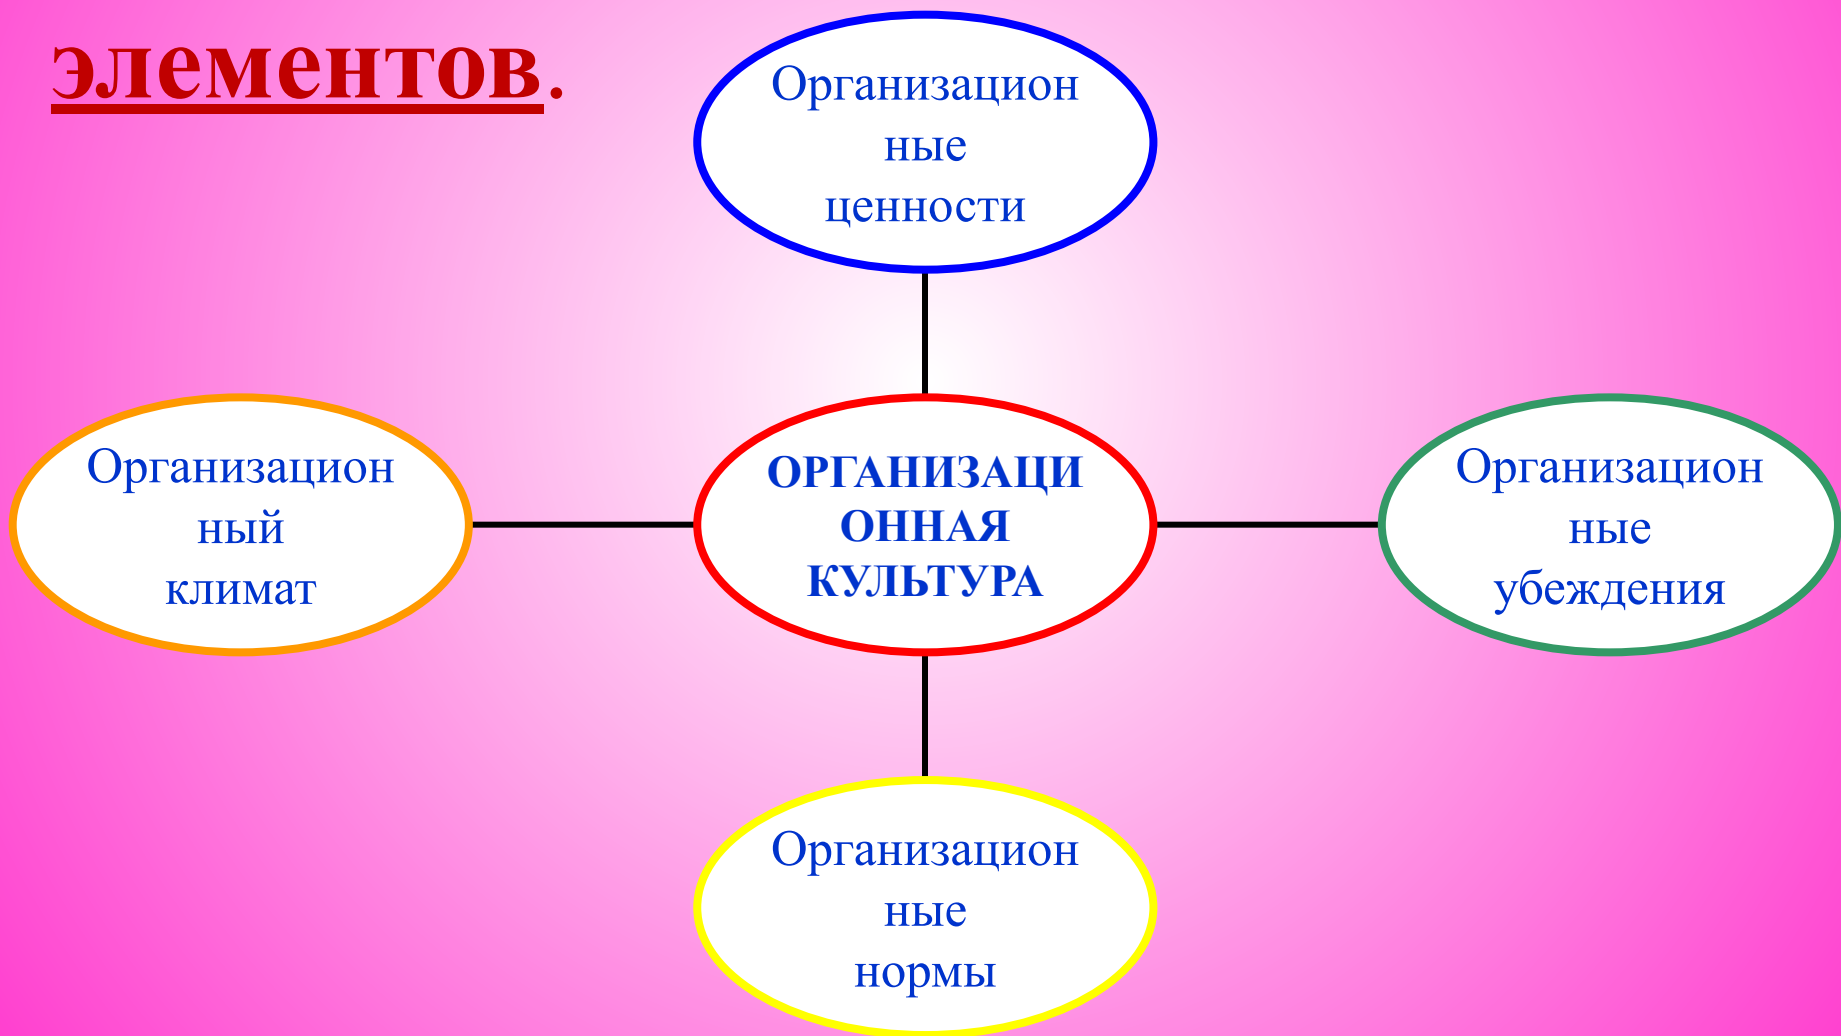 элементов.
Организацион
ные
ценности
Организацион
ный
климат
ОРГАНИЗАЦИ
ОННАЯ
КУЛЬТУРА
Организацион
ные
убеждения
Организацион
ные
нормы